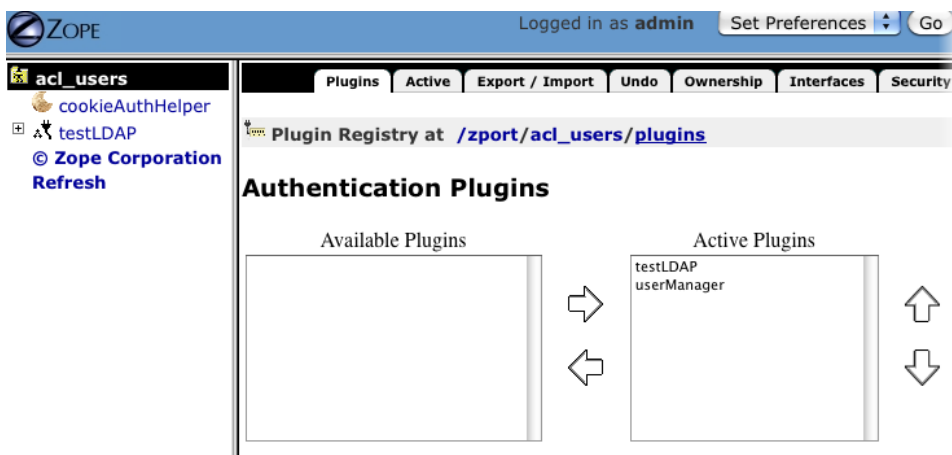 ZOPE
Logged in as admin Set Preferences Go
acl_users
cookieAuthHelper
testLDAP
© Zope Corporation
Refresh
Plugins Active Export / Import Undo Ownership Interfaces Security
Plugin Registry at /zport/acl_users/plugins
Authentication Plugins
Available Plugins Active Plugins
testLDAP
userManager